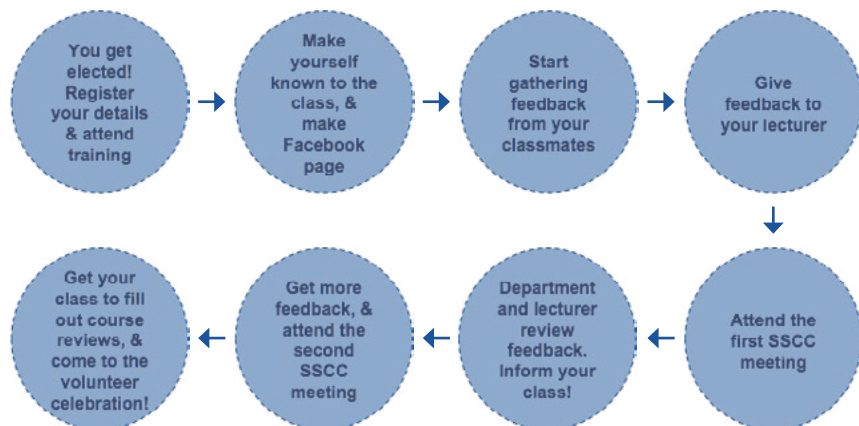 You get
elected!
Register
your details
& attend
training
Make
yourself
known to the
class, &
make
Facebook
page
Start
gathering
feedback
from your
classmates
Give
feedback to
your lecturer
Attend the
first SSCC
meeting
Department
and lecturer
review
feedback.
Inform your
class!
Get more
feedback, &
attend the
second
SSCC
meeting
Get your
class to fill
out course
reviews, &
come to the
volunteer
celebration!